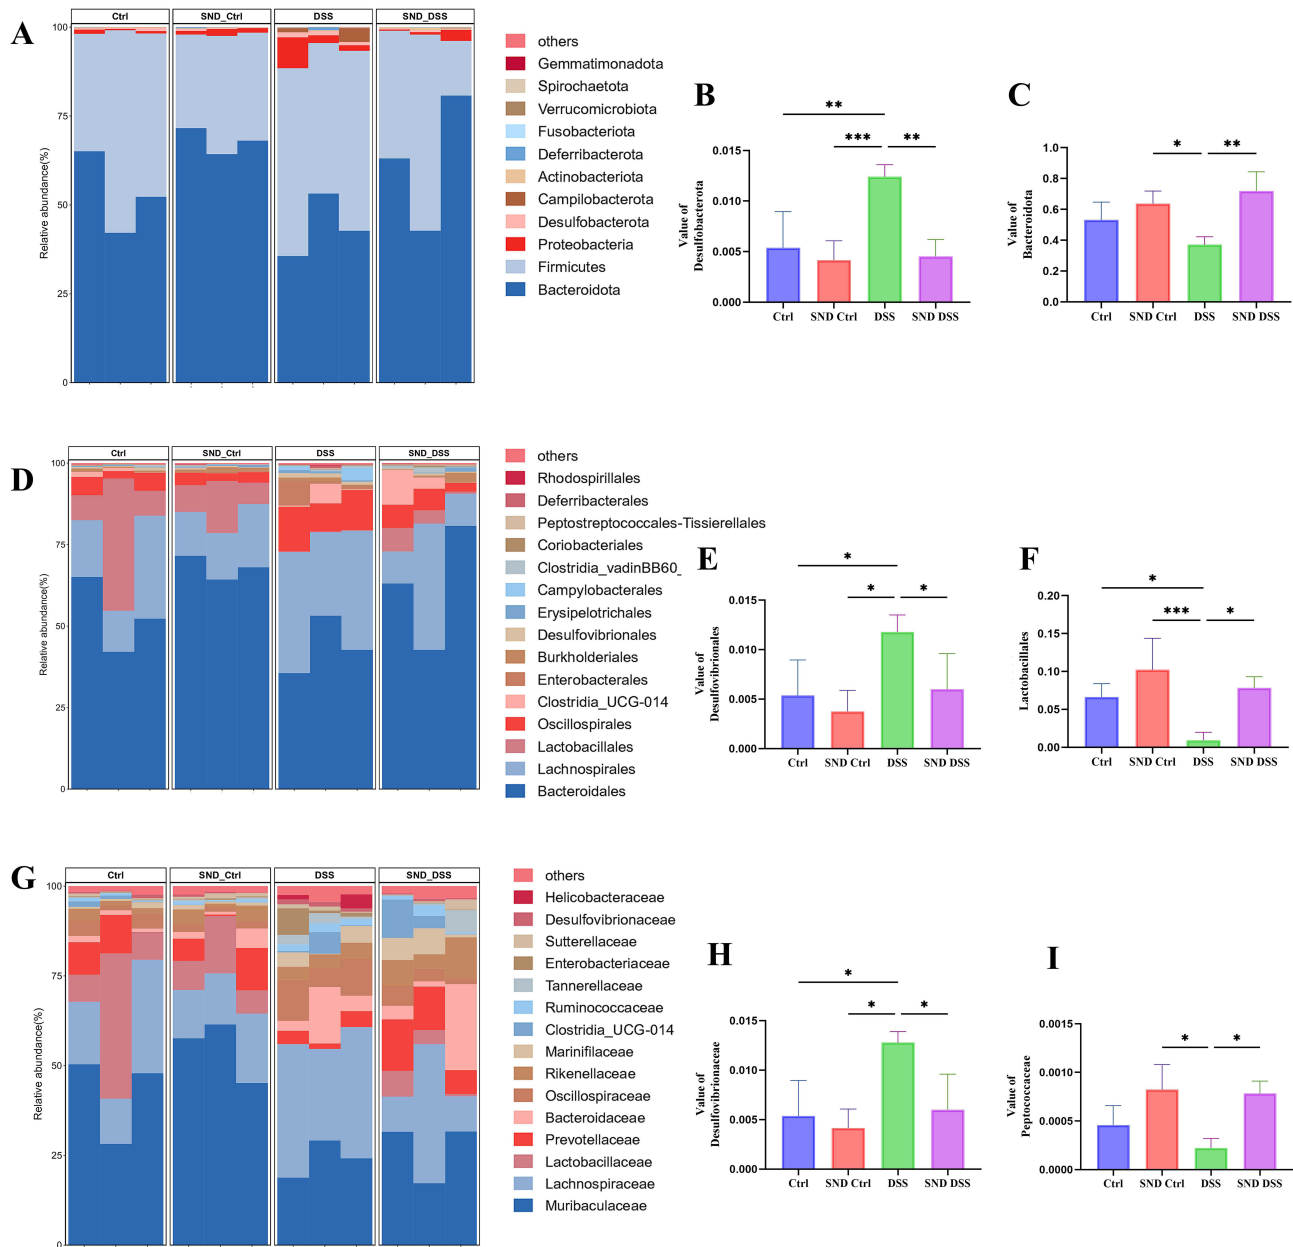 A
Ctrl
SND_Ctrl
DSS
SND_DSS
Relative abundance(%)
100
75
50
25
0
others
Gemmatimonadota
Spirochaetota
Verrucomicrobiota
Fusobacteriota
Deferribacterota
Actinobacteriota
Campilobacterota
Desulfobacterota
Proteobacteria
Firmicutes
Bacteroidota
B
**
***
**
Value of
Desulfobacterota
0.015
0.010
0.005
0.000
Ctrl
SND Ctrl
DSS
SND DSS
C
*
**
Value of
Bacteroidota
1.0
0.8
0.6
0.4
0.2
0.0
Ctrl
SND Ctrl
DSS
SND DSS
D
Ctrl
SND_Ctrl
DSS
SND_DSS
Relative abundance(%)
100
75
50
25
0
others
Rhodospirillales
Deferribacterales
Peptostreptococcales-Tissierellales
Coriobacteriales
Clostridia_vadinBB60_
Campylobacterales
Erysipelotrichales
Desulfovibrionales
Burkholderiales
Enterobacterales
Clostridia_UCG-014
Oscillospirales
Lactobacillales
Lachnospirales
Bacteroidales
E
*
*
*
Value of
Desulfovibrionales
0.015
0.010
0.005
0.000
Ctrl
SND Ctrl
DSS
SND DSS
F
*
***
*
Lactobacillales
0.20
0.15
0.10
0.05
0.00
Ctrl
SND Ctrl
DSS
SND DSS
G
Ctrl
SND_Ctrl
DSS
SND_DSS
Relative abundance(%)
100
75
50
25
0
others
Helicobacteraceae
Desulfovibrionaceae
Sutterellaceae
Enterobacteriaceae
Tannerellaceae
Ruminococcaceae
Clostridia_UCG-014
Marinifilaceae
Rikenellaceae
Oscillospiraceae
Bacteroidaceae
Prevotellaceae
Lactobacillaceae
Lachnospiraceae
Muribaculaceae
H
*
*
*
Value of
Desulfovibrionaceae
0.015
0.010
0.005
0.000
Ctrl
SND Ctrl
DSS
SND DSS
I
*
*
Value of
Peptococcaceae
0.0015
0.0010
0.0005
0.0000
Ctrl
SND Ctrl
DSS
SND DSS